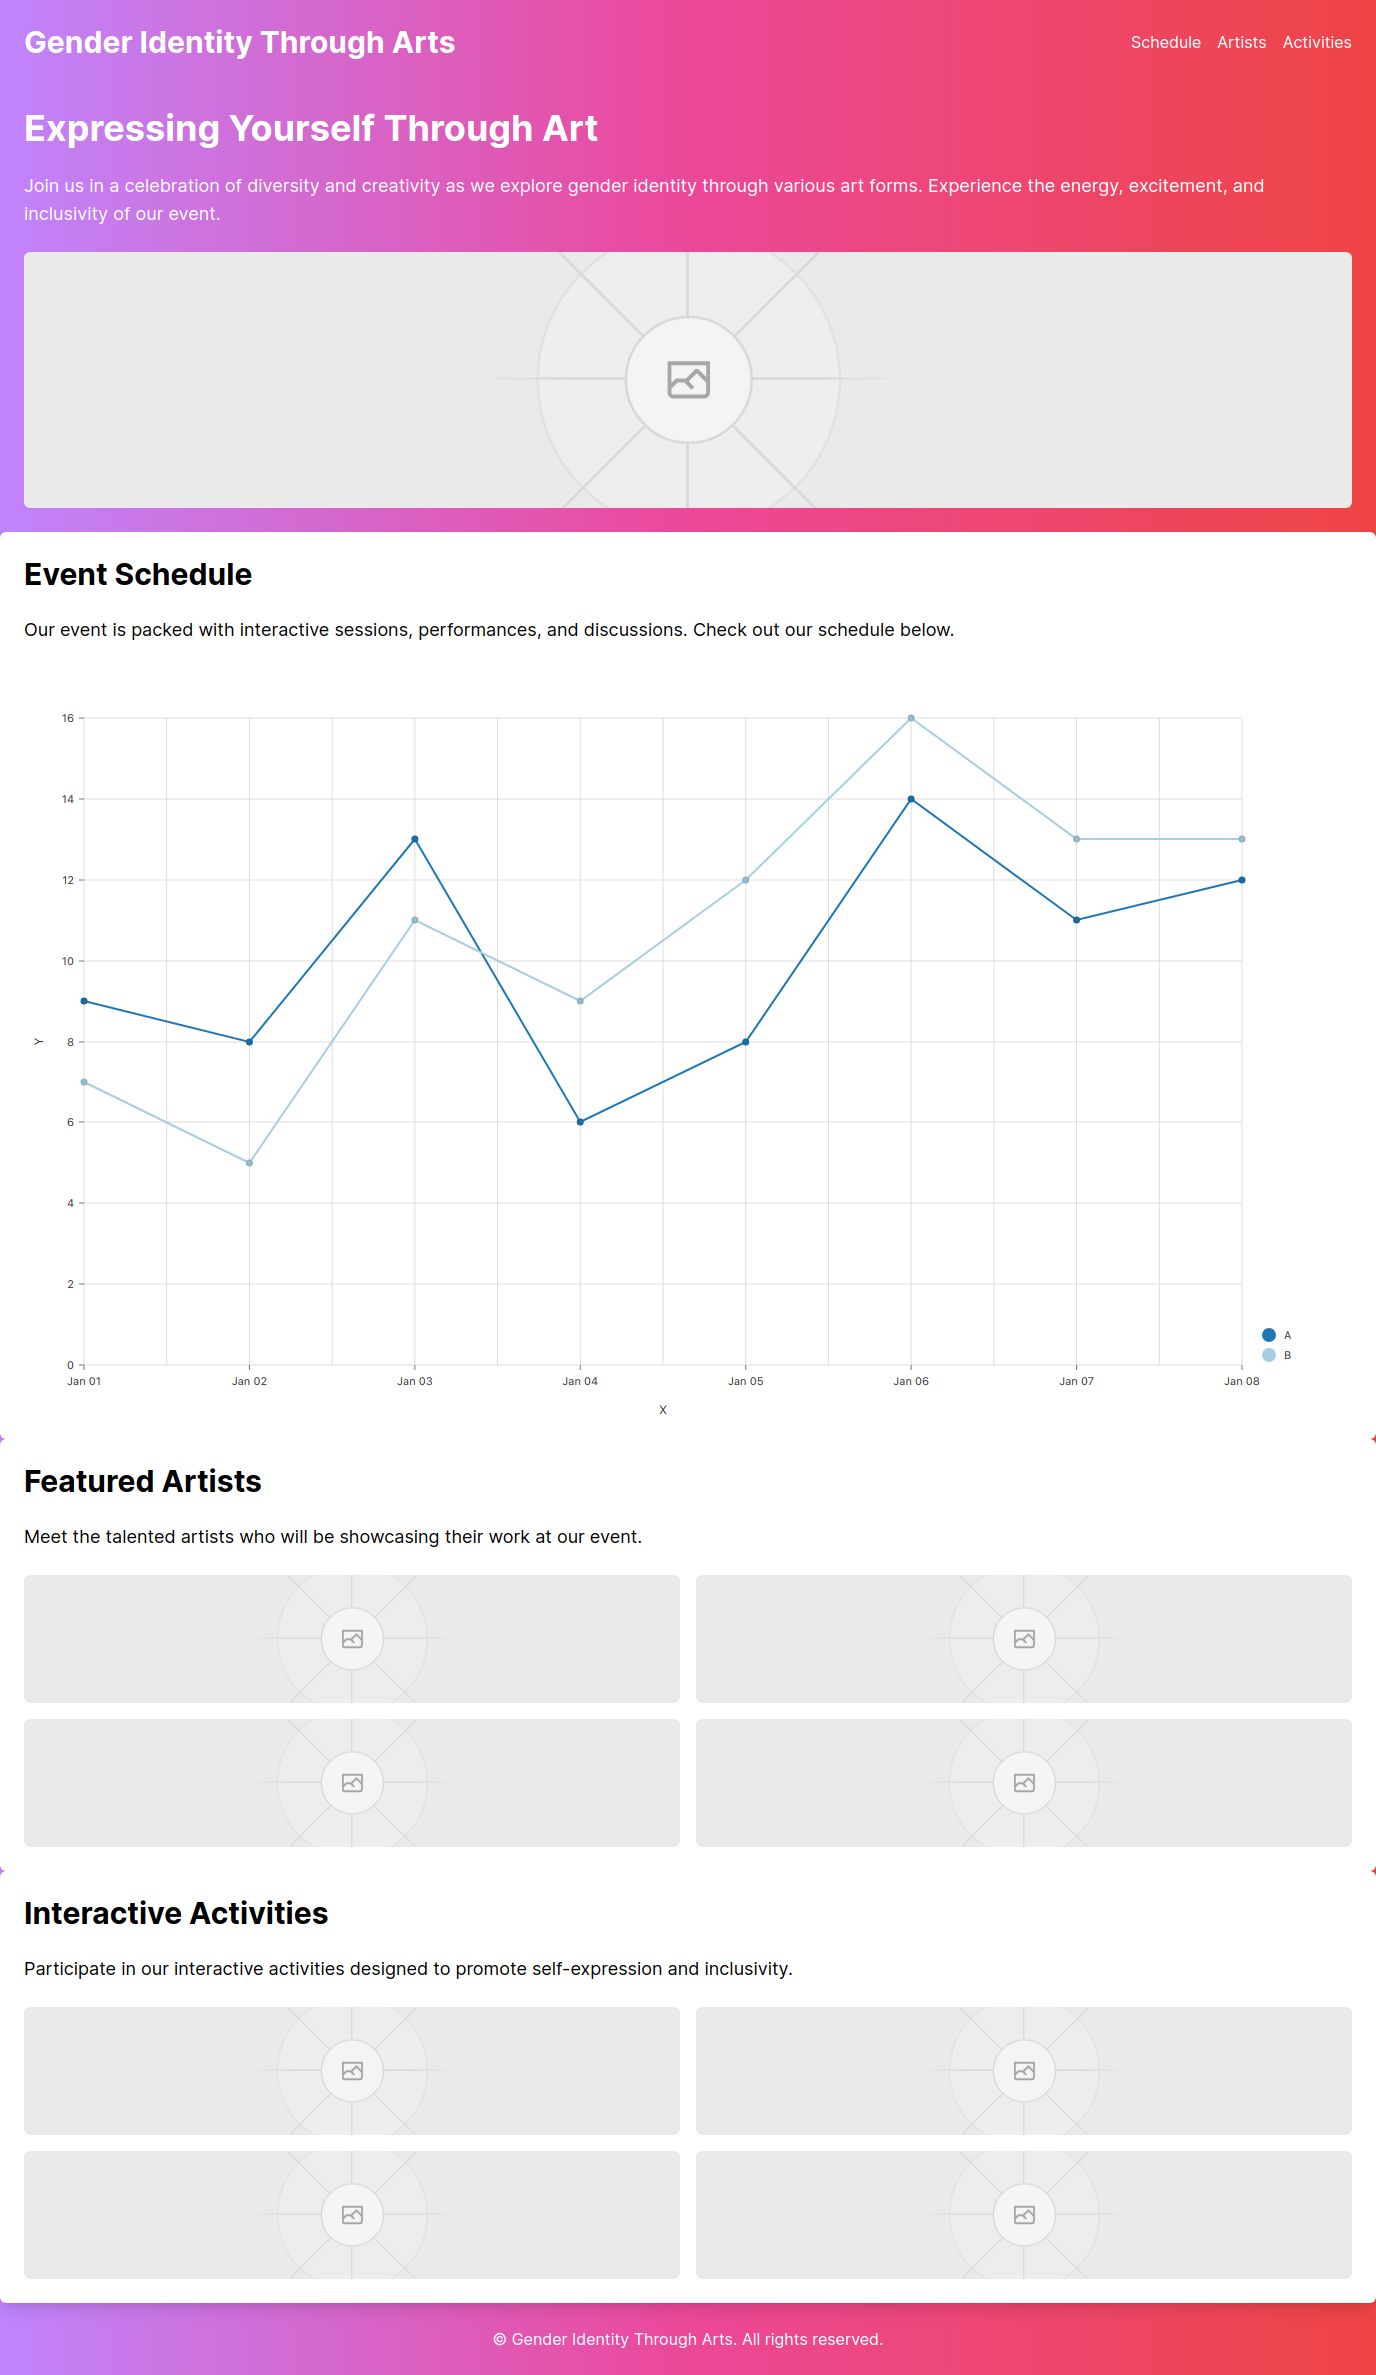 Gender Identity Through Arts
Schedule Artists Activities
Expressing Yourself Through Art
Join us in a celebration of diversity and creativity as we explore gender identity through various art forms. Experience the energy, excitement, and
inclusivity of our event.
Event Schedule
Our event is packed with interactive sessions, performances, and discussions. Check out our schedule below.
16
14
12
10
8
6
4
2
0
Y
Jan 01 Jan 02 Jan 03 Jan 04 Jan 05 Jan 06 Jan 07 Jan 08
X
A
B
Featured Artists
Meet the talented artists who will be showcasing their work at our event.
Interactive Activities
Participate in our interactive activities designed to promote self-expression and inclusivity.
© Gender Identity Through Arts. All rights reserved.